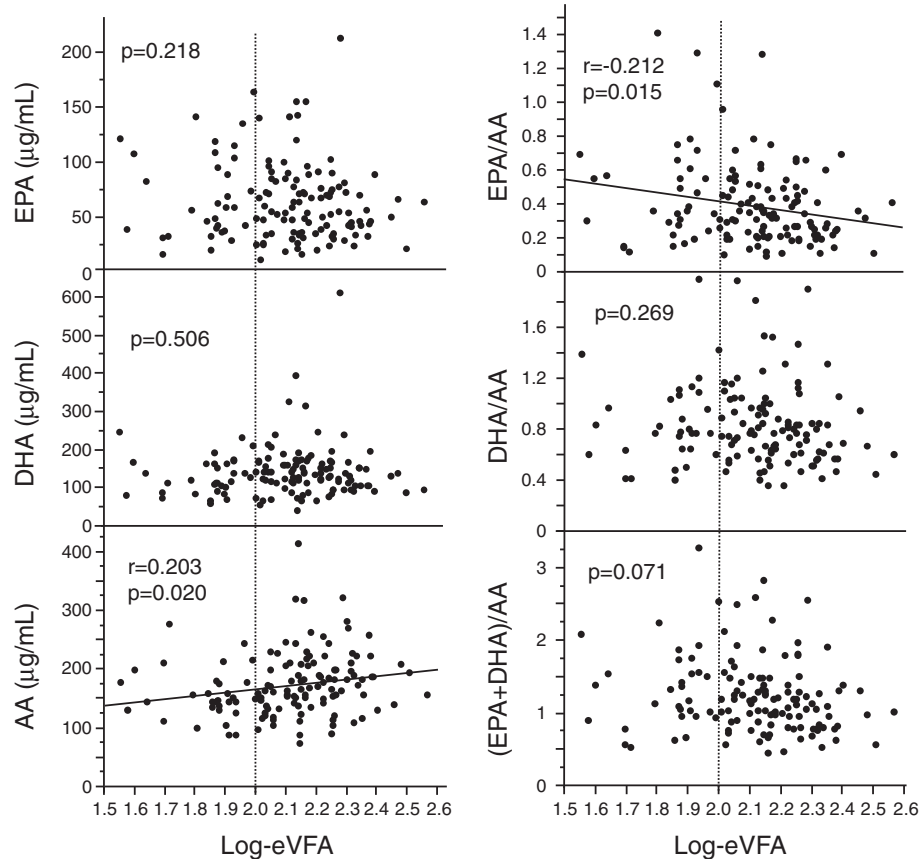 EPA (μg/mL)
200
150
100
50
0
p=0.218
DHA (μg/mL)
600
500
400
300
200
100
0
p=0.506
AA (μg/mL)
400
300
200
100
0
r=0.203
p=0.020
1.5 1.6 1.7 1.8 1.9 2.0 2.1 2.2 2.3 2.4 2.5 2.6
Log-eVFA
EPA/AA
1.4
1.2
1.0
0.8
0.6
0.4
0.2
0
r=-0.212
p=0.015
DHA/AA
1.6
1.2
0.8
0.4
0
p=0.269
(EPA+DHA)/AA
3
2
1
0
p=0.071
1.5 1.6 1.7 1.8 1.9 2.0 2.1 2.2 2.3 2.4 2.5 2.6
Log-eVFA